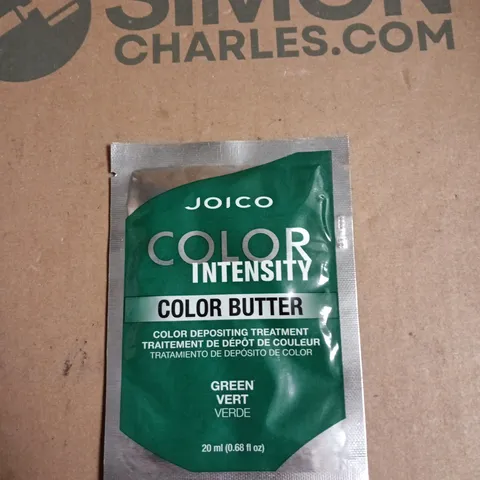 SIMON
CHARLES.COM
JOICO
COLOR
INTENSITY
COLOR BUTTER
COLOR DEPOSITING TREATMENT
TRAITEMENT DE DÉPÔT DE COULEUR
TRATAMIENTO DE DEPÓSITO DE COLOR
GREEN
VERT
VERDE
20 ml (0.68 fl oz)